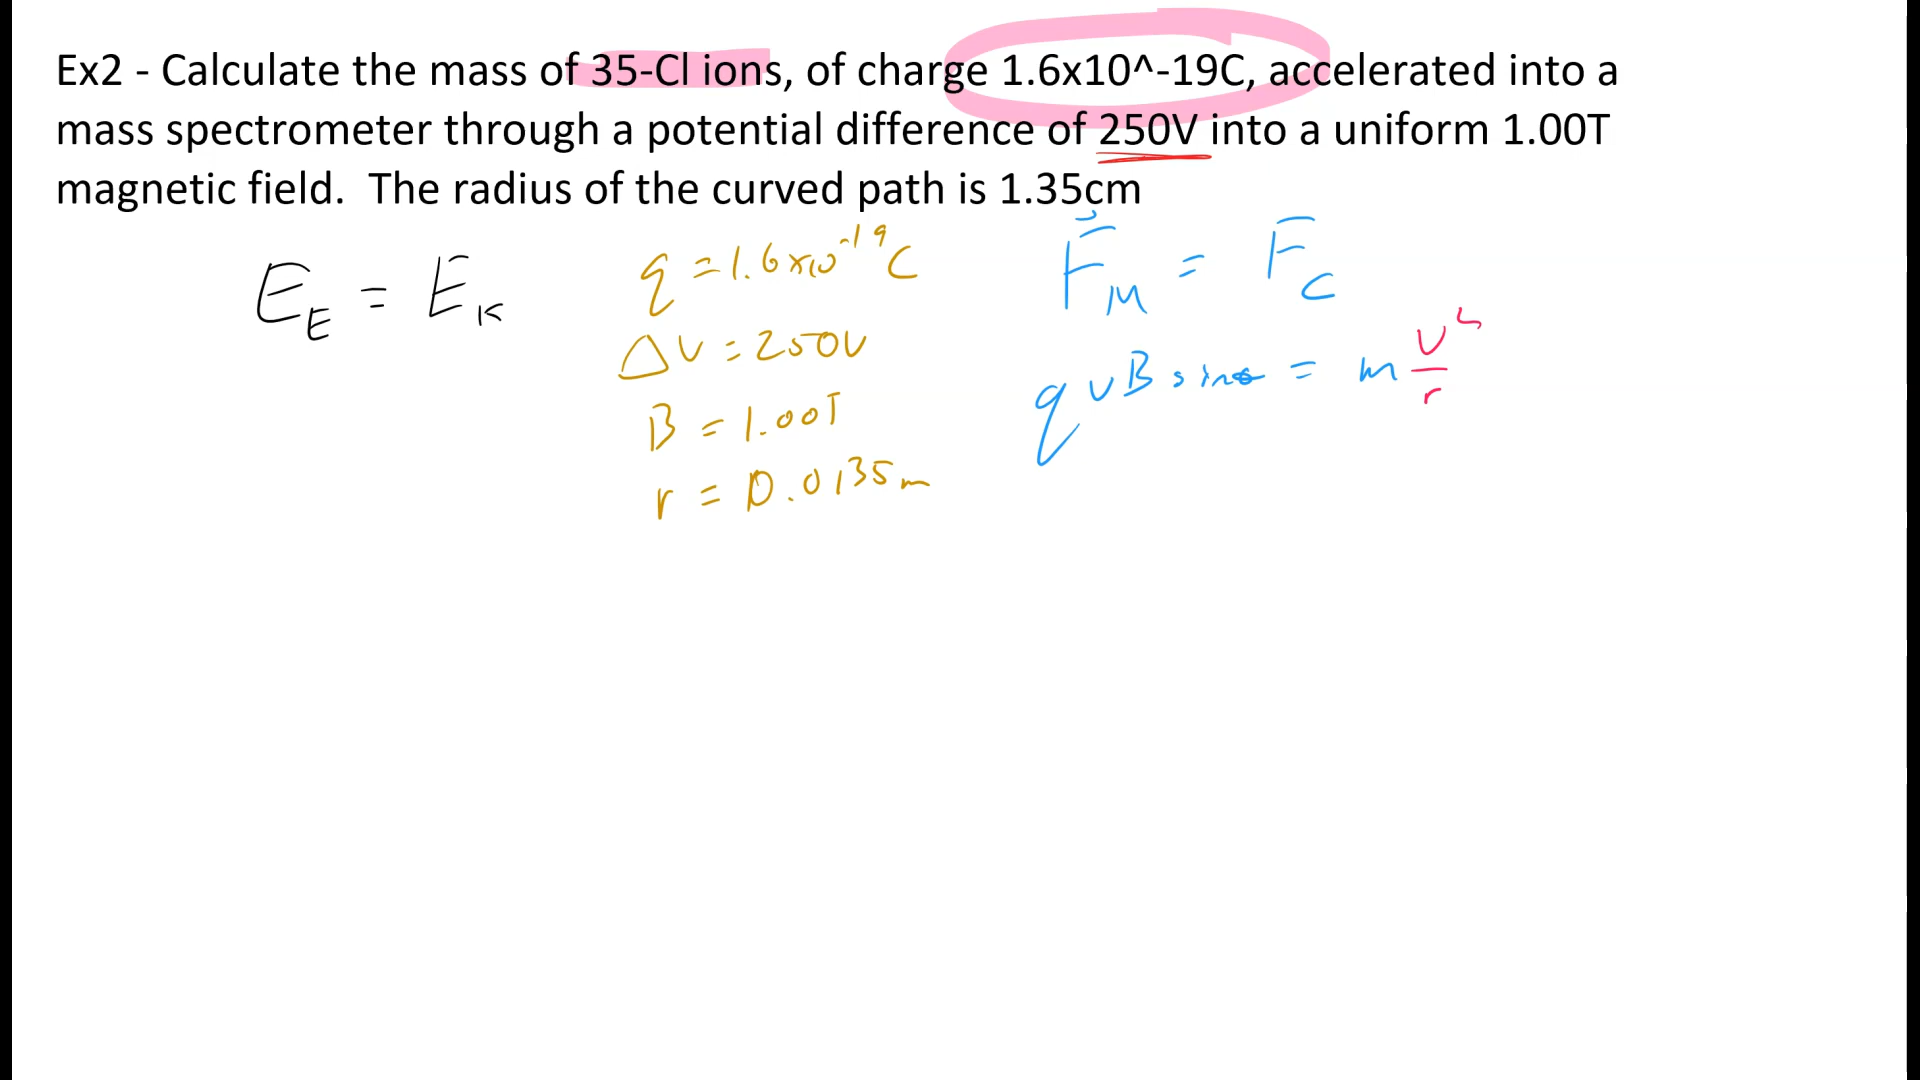 Ex2 - Calculate the mass of 35-Cl ions, of charge 1.6x10^-19C, accelerated into a
mass spectrometer through a potential difference of 250V into a uniform 1.00T
magnetic field. The radius of the curved path is 1.35cm
E_E = E_K
q = 1.6x10^-19 C
ΔV = 250V
B = 1.00T
r = 0.0135m
F_M = F_C
qvB sinθ = m v²/r